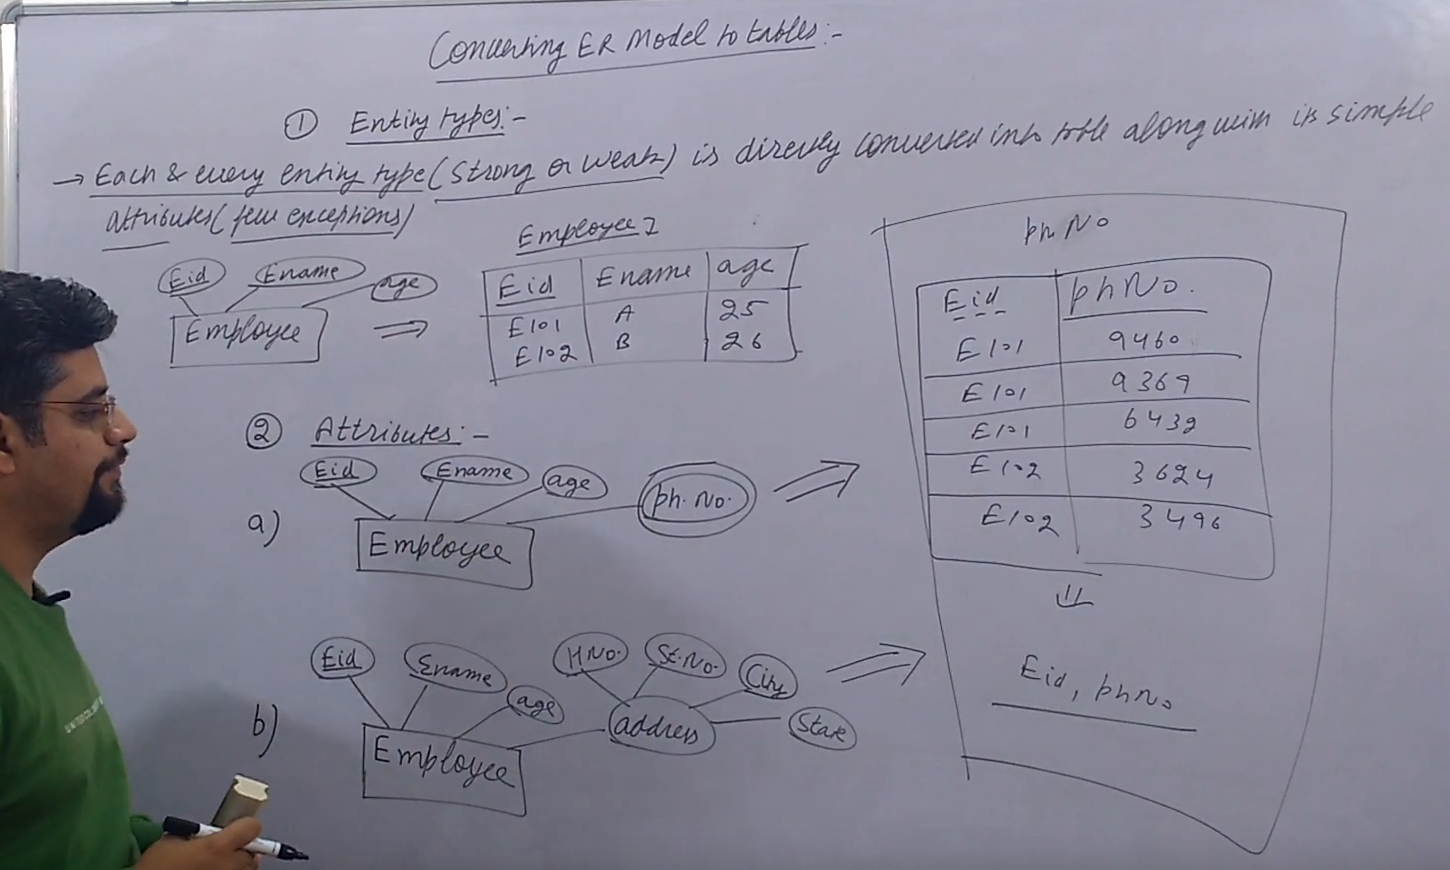 Converting ER Model to tables:-
① Entity types:-
→ Each & every entity type (Strong or weak) is directly converted into table along with its simple
attributes (few exceptions)
Eid Ename age
Employee ⇒
Employee
Eid Ename age
E101 A 25
E102 B 26
② Attributes:-
Eid Ename age ph. No.
a) Employee
ph No
Eid ph No.
E101 9460
E101 9369
E101 6439
E102 3624
E102 3496
Eid, phNo
Eid Ename age H No. St. No. City State
address
b) Employee